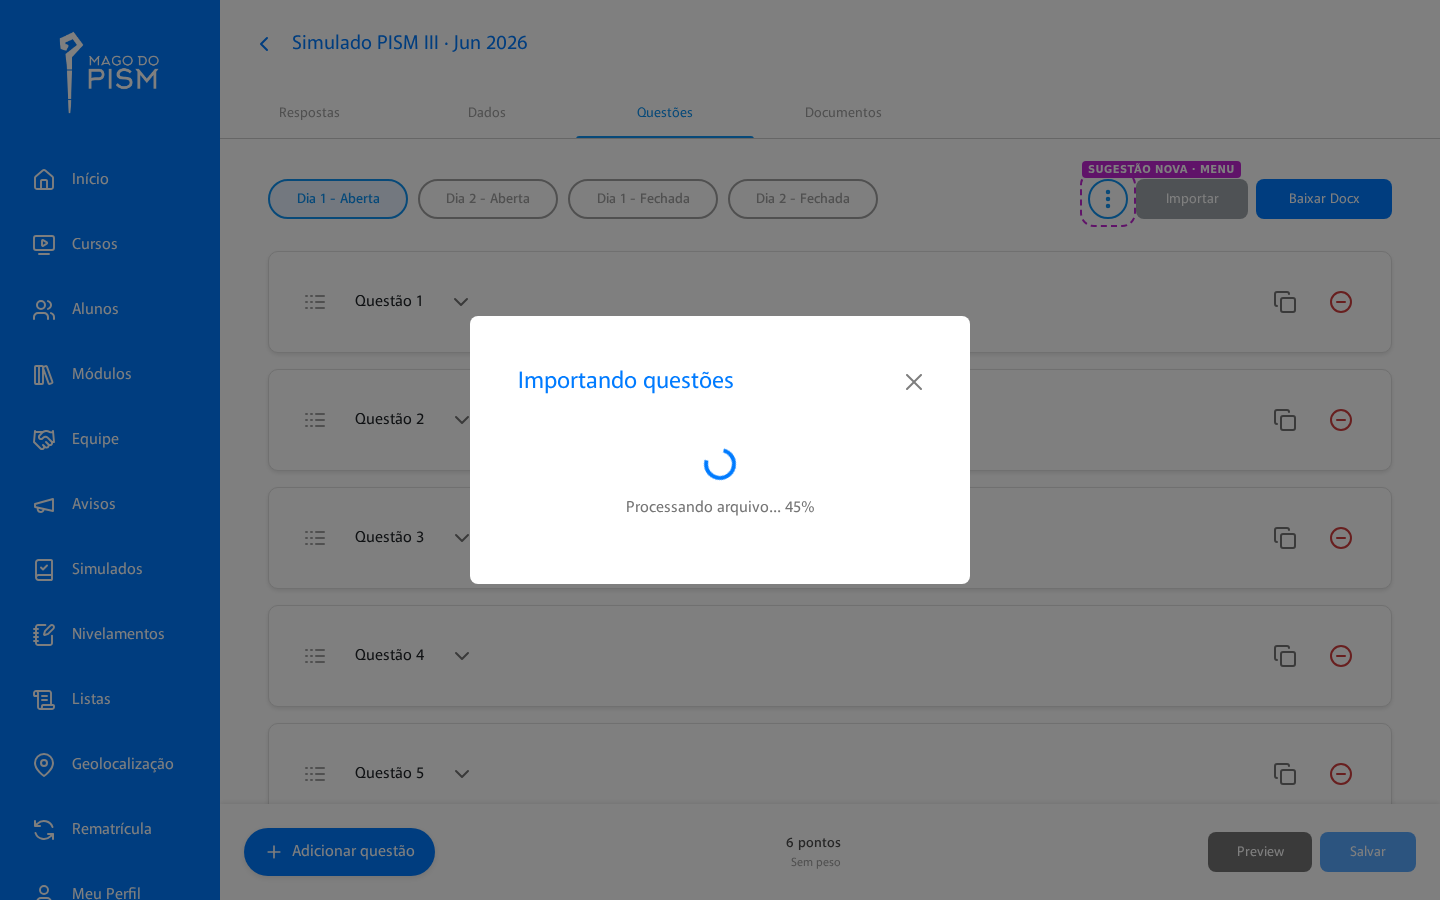 MAGO DO
PISM
Início
Cursos
Alunos
Módulos
Equipe
Avisos
Simulados
Nivelamentos
Listas
Geolocalização
Rematrícula
Meu Perfil
Simulado PISM III · Jun 2026
Respostas
Dados
Questões
Documentos
SUGESTÃO NOVA · MENU
Dia 1 - Aberta
Dia 2 - Aberta
Dia 1 - Fechada
Dia 2 - Fechada
Importar
Baixar Docx
Questão 1
Questão 2
Questão 3
Questão 4
Questão 5
Importando questões
Processando arquivo... 45%
Adicionar questão
6 pontos
Sem peso
Preview
Salvar